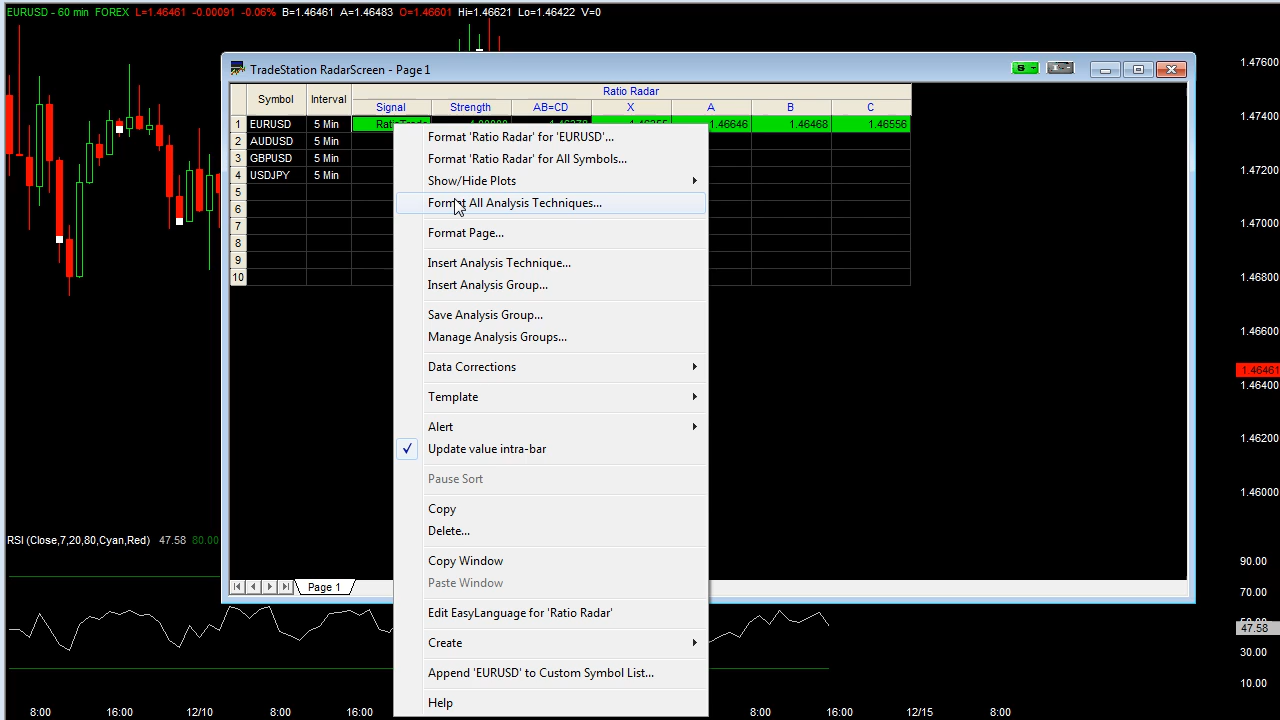 EURUSD - 60 min FOREX L=1.46461 -0.00091 -0.06% B=1.46461 A=1.46483 O=1.46601 Hi=1.46621 Lo=1.46422 V=0
1.47600
TradeStation RadarScreen - Page 1
Ratio Radar
Symbol Interval
Signal Strength AB=CD X A B C
1 EURUSD 5 Min 1.46646 1.46468 1.46556
1.47400
2 AUDUSD 5 Min
3 GBPUSD 5 Min
4 USDJPY 5 Min
5
6
7
8
9
10
Format 'Ratio Radar' for 'EURUSD'...
Format 'Ratio Radar' for All Symbols...
Show/Hide Plots
Format All Analysis Techniques...
Format Page...
Insert Analysis Technique...
Insert Analysis Group...
Save Analysis Group...
Manage Analysis Groups...
Data Corrections
Template
Alert
Update value intra-bar
Pause Sort
Copy
Delete...
Copy Window
Paste Window
Edit EasyLanguage for 'Ratio Radar'
Create
Append 'EURUSD' to Custom Symbol List...
Help
1.47200
1.47000
1.46800
1.46600
1.46461
1.46400
1.46200
1.46000
RSI (Close,7,20,80,Cyan,Red) 47.58 80.00
Page 1
90.00
70.00
47.58
30.00
10.00
8:00 16:00 12/10 8:00 16:00 8:00 16:00 12/15 8:00